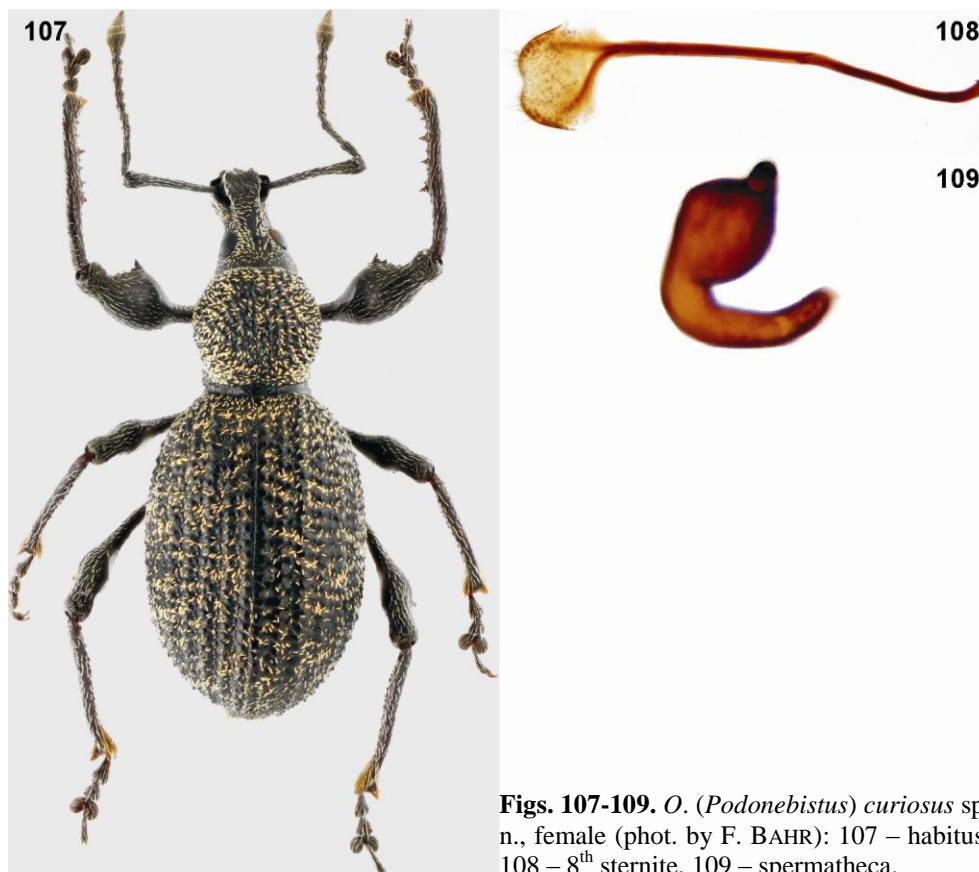 107
108
109
Figs. 107-109. O. (Podonebistus) curiosus sp
n., female (phot. by F. BAHR): 107 – habitus
108 – 8th sternite, 109 – spermatheca.